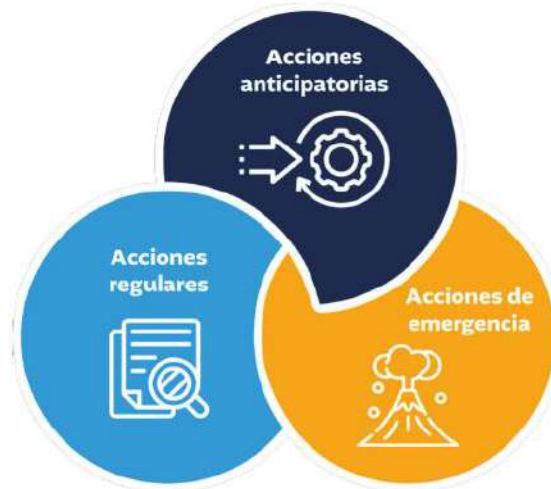 Acciones
anticipatorias
Acciones
regulares
Acciones de
emergencia